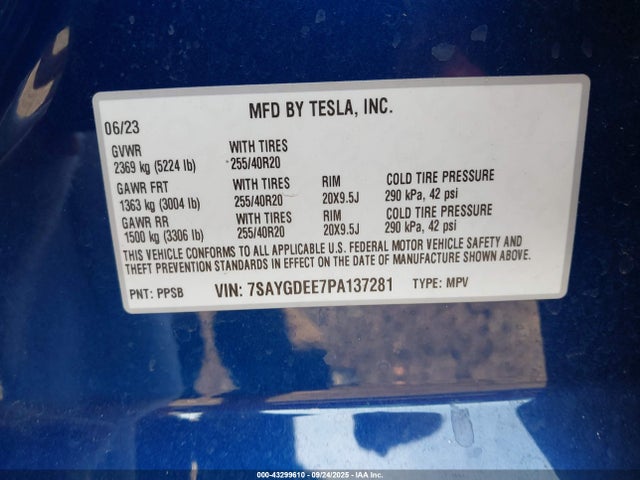 MFD BY TESLA, INC.
06/23
GVWR WITH TIRES
2369 kg (5224 lb) 255/40R20
GAWR FRT WITH TIRES RIM COLD TIRE PRESSURE
1363 kg (3004 lb) 255/40R20 20X9.5J 290 kPa, 42 psi
GAWR RR WITH TIRES RIM COLD TIRE PRESSURE
1500 kg (3306 lb) 255/40R20 20X9.5J 290 kPa, 42 psi
THIS VEHICLE CONFORMS TO ALL APPLICABLE U.S. FEDERAL MOTOR VEHICLE SAFETY AND
THEFT PREVENTION STANDARDS IN EFFECT ON THE DATE OF MANUFACTURE SHOWN ABOVE.
PNT: PPSB VIN: 7SAYGDEE7PA137281 TYPE: MPV
000-43299610 - 09/24/2025 - IAA Inc.